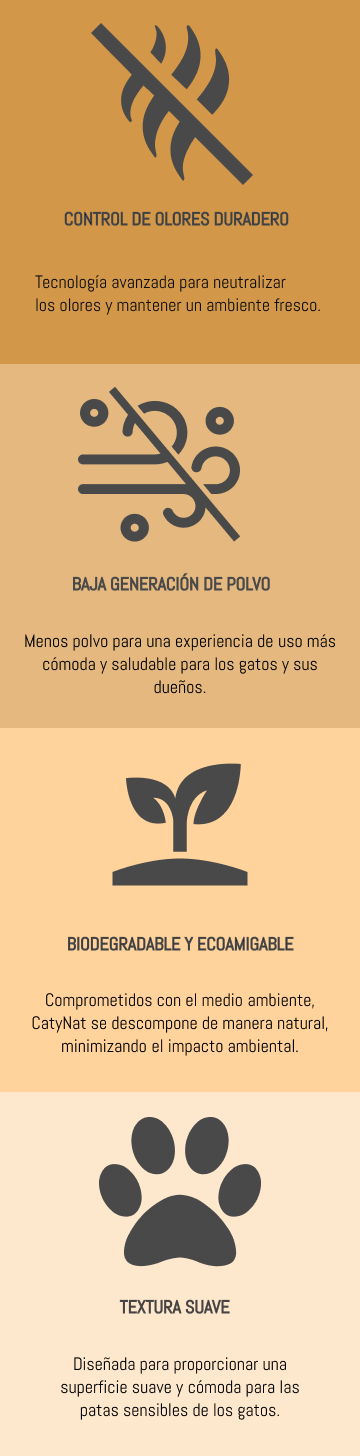 CONTROL DE OLORES DURADERO
Tecnología avanzada para neutralizar
los olores y mantener un ambiente fresco.
BAJA GENERACIÓN DE POLVO
Menos polvo para una experiencia de uso más
cómoda y saludable para los gatos y sus
dueños.
BIODEGRADABLE Y ECOAMIGABLE
Comprometidos con el medio ambiente,
CatyNat se descompone de manera natural,
minimizando el impacto ambiental.
TEXTURA SUAVE
Diseñada para proporcionar una
superficie suave y cómoda para las
patas sensibles de los gatos.